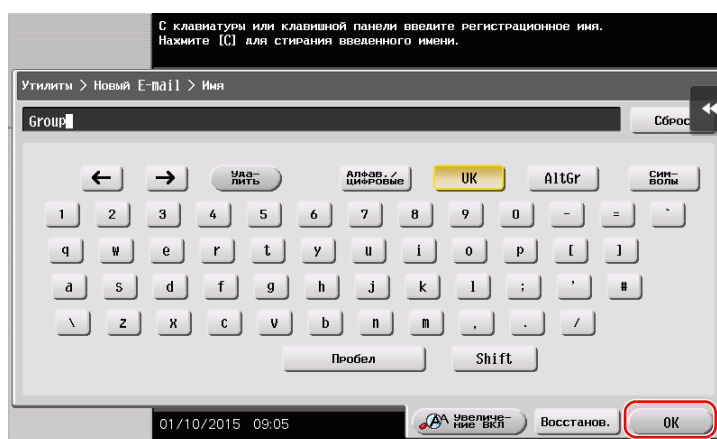 С клавиатуры или клавишной панели введите регистрационное имя.
Нажмите [C] для стирания введенного имени.
Утилиты > Новый E-mail > Имя
Group
Сброс
← → Уда-
лить
Алфав./
цифровые
UK AltGr Сим-
волы
1 2 3 4 5 6 7 8 9 0 - = `
q w e r t y u i o p [ ]
a s d f g h j k l ; ' #
\ z x c v b n m , . /
Пробел Shift
01/10/2015 09:05 Увеличе-
ние вкл
Восстанов. OK